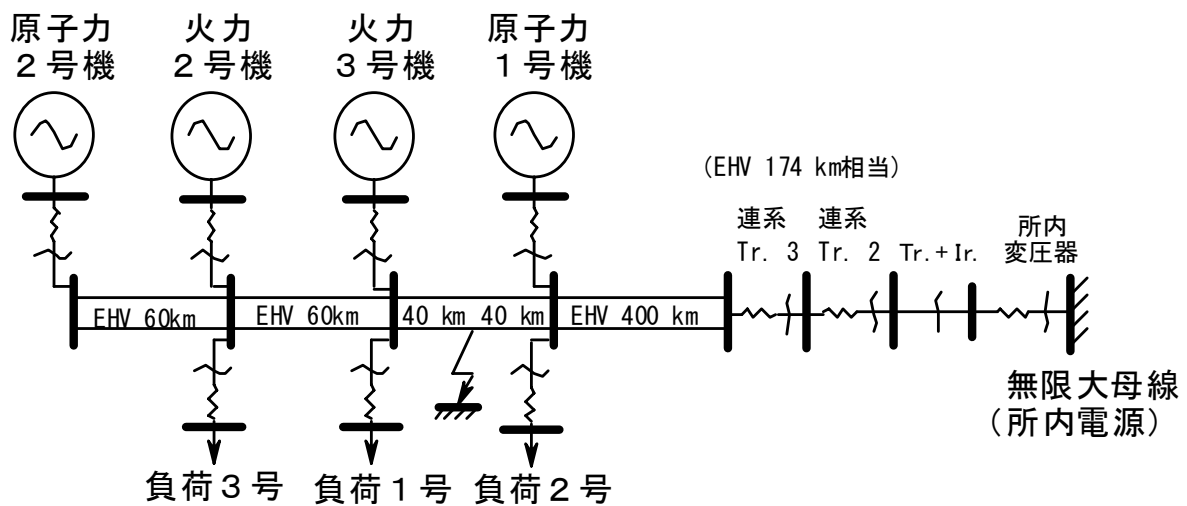 原子力
２号機
火力
２号機
火力
３号機
原子力
１号機
(EHV 174 km相当)
連系
Tr. 3
連系
Tr. 2
Tr.+Ir.
所内
変圧器
EHV 60km
EHV 60km
40 km 40 km
EHV 400 km
無限大母線
(所内電源)
負荷３号
負荷１号
負荷２号